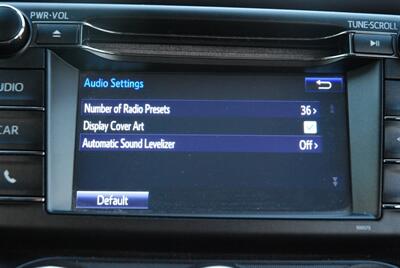 PWR•VOL
TUNE•SCROLL
Audio Settings
Number of Radio Presets 36 >
Display Cover Art
Automatic Sound Levelizer Off >
Default
AUDIO
CAR